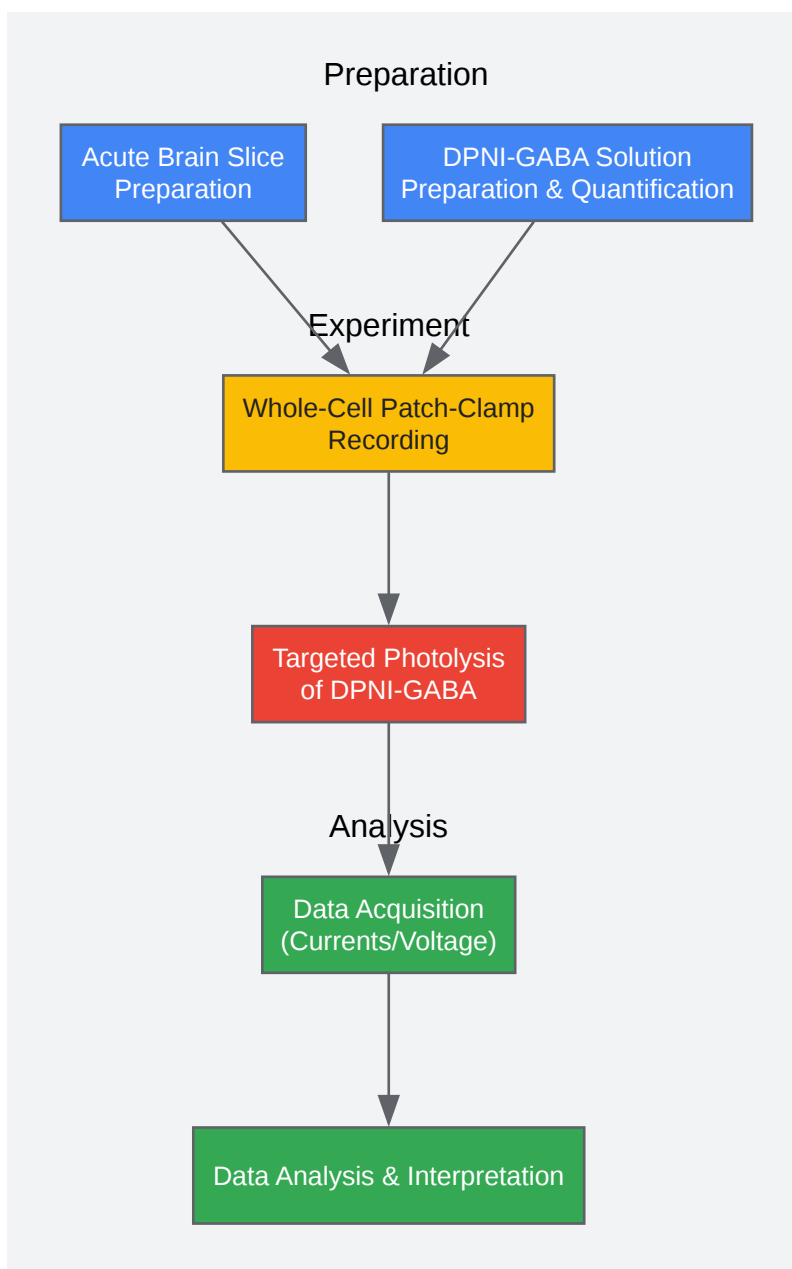 Preparation
Acute Brain Slice
Preparation
DPNI-GABA Solution
Preparation & Quantification
Experiment
Whole-Cell Patch-Clamp
Recording
Targeted Photolysis
of DPNI-GABA
Analysis
Data Acquisition
(Currents/Voltage)
Data Analysis & Interpretation